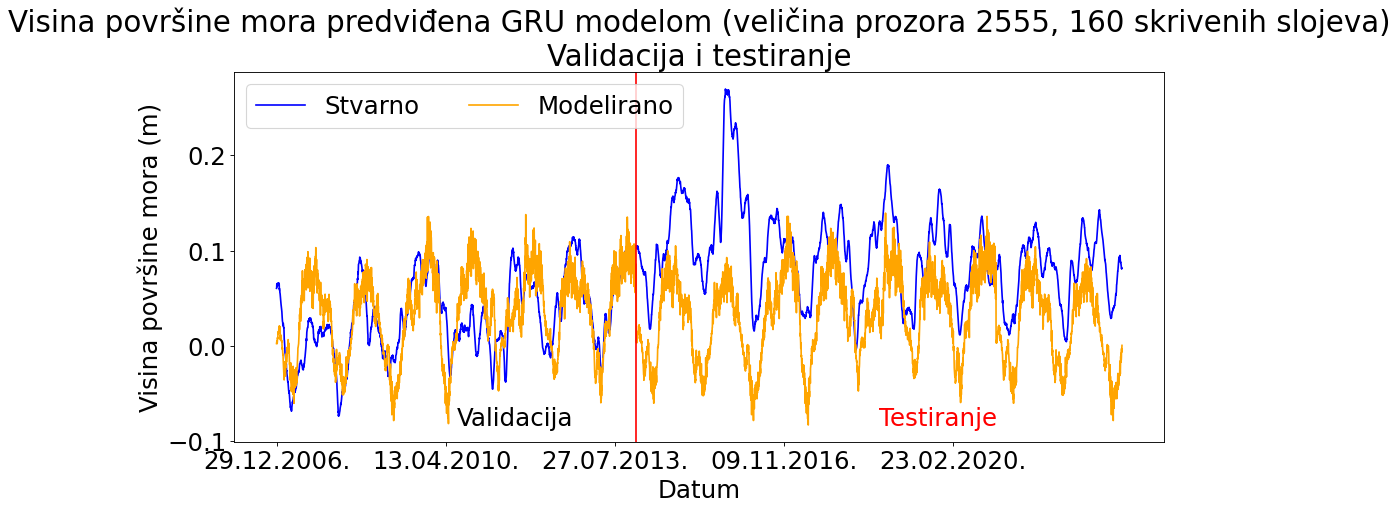 Visina površine mora predviđena GRU modelom (veličina prozora 2555, 160 skrivenih slojeva)
Validacija i testiranje
Stvarno
Modelirano
Visina površine mora (m)
0.2
0.1
0.0
−0.1
Validacija
Testiranje
29.12.2006.
13.04.2010.
27.07.2013.
09.11.2016.
23.02.2020.
Datum